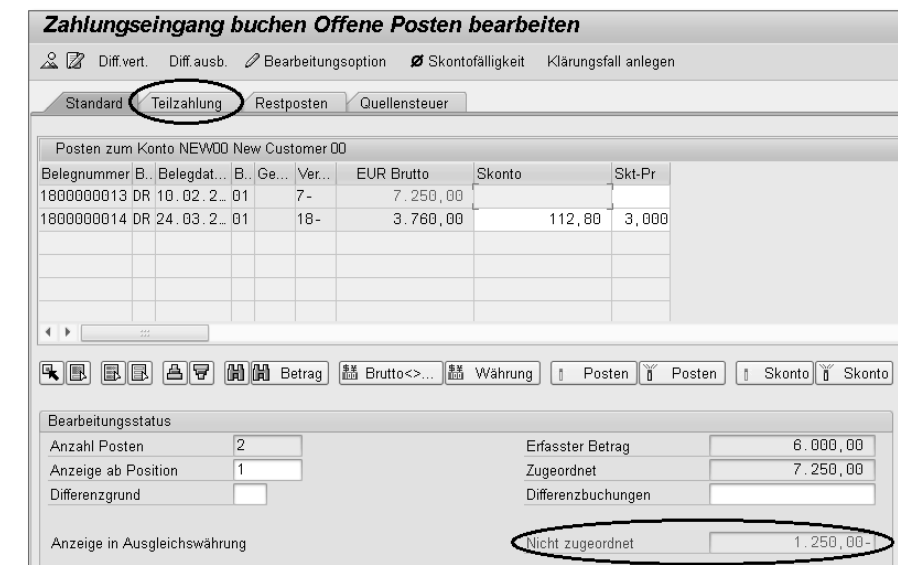 Zahlungseingang buchen Offene Posten bearbeiten
Diff.vert. Diff.ausb. Bearbeitungsoption Skontofälligkeit Klärungsfall anlegen
Standard Teilzahlung Restposten Quellensteuer
Posten zum Konto NEW00 New Customer 00
Belegnummer B.. Belegdat... B.. Ge... Ver... EUR Brutto Skonto Skt-Pr
1800000013 DR 10.02.2… 01 7- 7.250,00
1800000014 DR 24.03.2… 01 18- 3.760,00 112,80 3,000
Betrag Brutto<>... Währung Posten Posten Skonto Skonto
Bearbeitungsstatus
Anzahl Posten 2 Erfasster Betrag 6.000,00
Anzeige ab Position 1 Zugeordnet 7.250,00
Differenzgrund Differenzbuchungen
Anzeige in Ausgleichswährung Nicht zugeordnet 1.250,00-